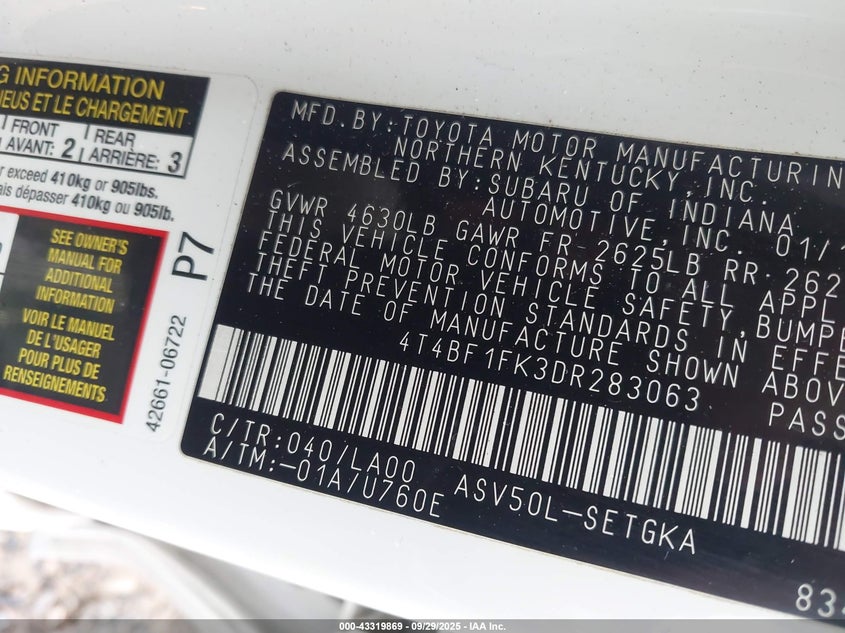 G INFORMATION
NEUS ET LE CHARGEMENT
FRONT
AVANT: 2
REAR
ARRIÈRE: 3
exceed 410kg or 905lbs.
dépasser 410kg ou 905lb.
SEE OWNER'S
MANUAL FOR
ADDITIONAL
INFORMATION
VOIR LE MANUEL
DE L'USAGER
POUR PLUS DE
RENSEIGNEMENTS
P7
42661-06722
MFD.BY:TOYOTA MOTOR MANUFACTURIN
NORTHERN KENTUCKY,INC.
ASSEMBLED BY:SUBARU OF INDIANA
AUTOMOTIVE,INC. 01/1
GVWR 4630LB GAWR FR 2625LB RR 262
THIS VEHICLE CONFORMS TO ALL APPL
FEDERAL MOTOR VEHICLE SAFETY,BUMPE
THEFT PREVENTION STANDARDS IN EFFE
THE DATE OF MANUFACTURE SHOWN ABOV
4T4BF1FK3DR283063
PASS
C/TR:040/LA00
A/TM:-01A/U760E
ASV50L-SETGKA
834
000-43319869 - 09/29/2025 - IAA Inc.